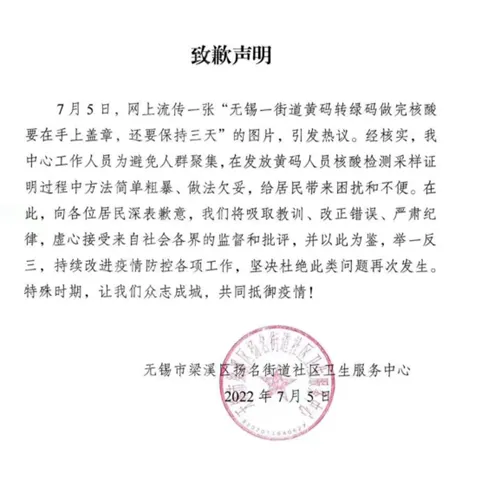 致歉声明
7月5日，网上流传一张“无锡一街道黄码转绿码做完核酸
要在手上盖章，还要保持三天”的图片，引发热议。经核实，我
中心工作人员为避免人群聚集，在发放黄码人员核酸检测采样证
明过程中方法简单粗暴、做法欠妥，给居民带来困扰和不便。在
此，向各位居民深表歉意，我们将吸取教训、改正错误、严肃纪
律，虚心接受来自社会各界的监督和批评，并以此为鉴，举一反
三，持续改进疫情防控各项工作，坚决杜绝此类问题再次发生。
特殊时期，让我们众志成城，共同抵御疫情！
无锡市梁溪区扬名街道社区卫生服务中心
2022年7月5日